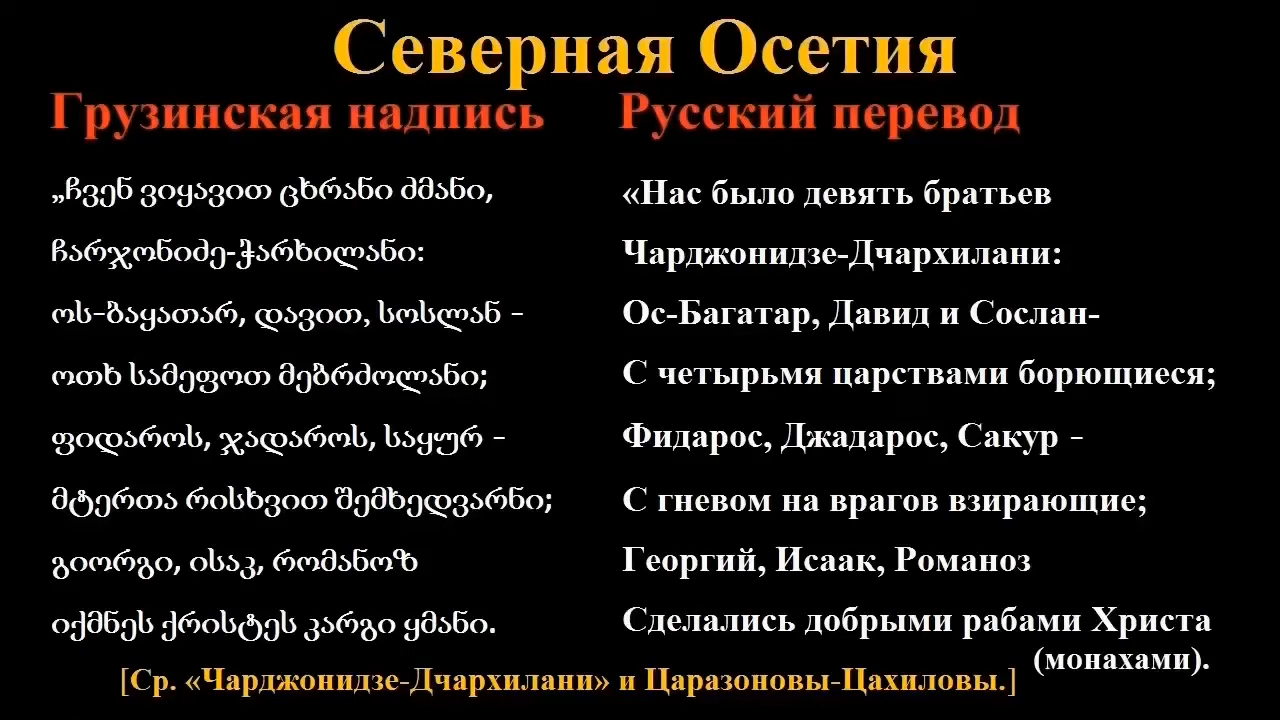 Северная Осетия
Грузинская надпись
„ჩვენ ვიყავით ცხრანი ძმანი,
ჩარჯონიძე-ჭარხილანი:
ოს-ბაყათარ, დავით, სოსლან -
ოთხ სამეფოთ მებრძოლანი;
ფიდაროს, ჯადაროს, საყურ -
მტერთა რისხვით შემხედვარნი;
გიორგი, ისაკ, რომანოზ
იქმნეს ქრისტეს კარგი ყმანი.
Русский перевод
«Нас было девять братьев
Чарджонидзе-Дчархилани:
Ос-Багатар, Давид и Сослан-
С четырьмя царствами борющиеся;
Фидарос, Джадарос, Сакур -
С гневом на врагов взирающие;
Георгий, Исаак, Романоз
Сделались добрыми рабами Христа
(монахами).
[Ср. «Чарджонидзе-Дчархилани» и Царазоновы-Цахиловы.]